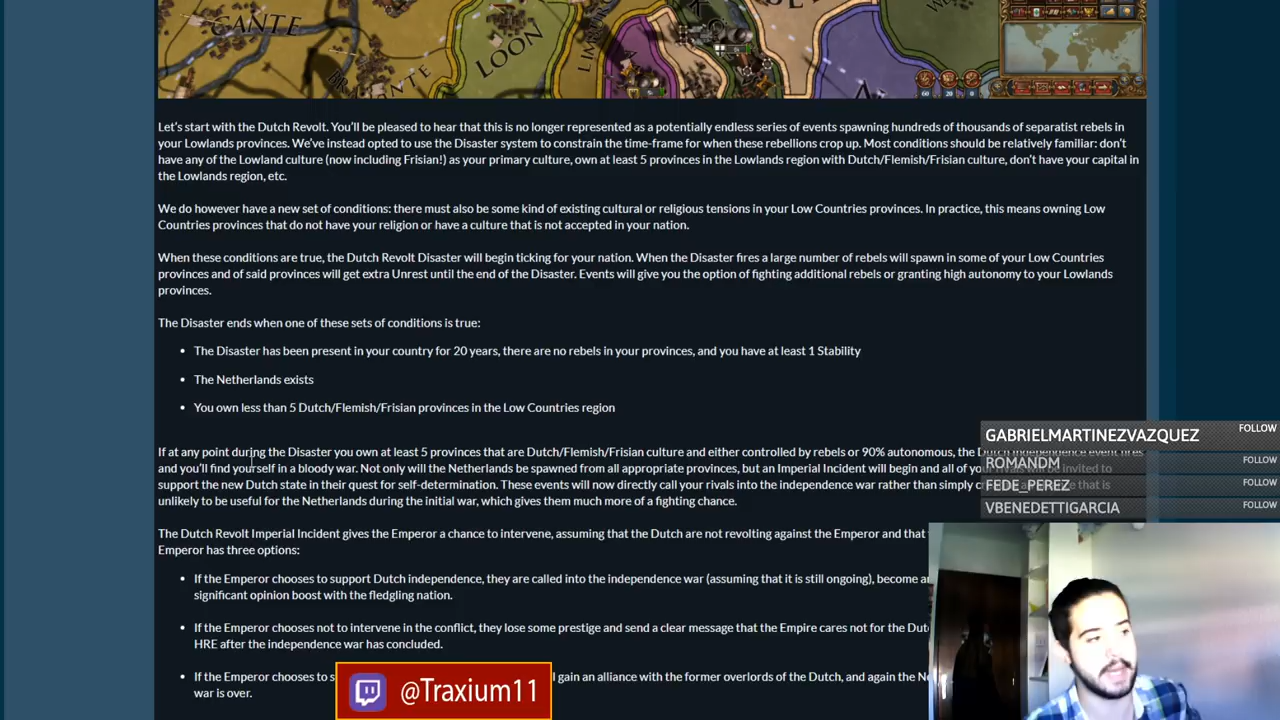 GANTE
LOON
LIMBU
BRABANTE
Let's start with the Dutch Revolt. You'll be pleased to hear that this is no longer represented as a potentially endless series of events spawning hundreds of thousands of separatist rebels in
your Lowlands provinces. We've instead opted to use the Disaster system to constrain the time-frame for when these rebellions crop up. Most conditions should be relatively familiar: don't
have any of the Lowland culture (now including Frisian!) as your primary culture, own at least 5 provinces in the Lowlands region with Dutch/Flemish/Frisian culture, don't have your capital in
the Lowlands region, etc.
We do however have a new set of conditions: there must also be some kind of existing cultural or religious tensions in your Low Countries provinces. In practice, this means owning Low
Countries provinces that do not have your religion or have a culture that is not accepted in your nation.
When these conditions are true, the Dutch Revolt Disaster will begin ticking for your nation. When the Disaster fires a large number of rebels will spawn in some of your Low Countries
provinces and of said provinces will get extra Unrest until the end of the Disaster. Events will give you the option of fighting additional rebels or granting high autonomy to your Lowlands
provinces.
The Disaster ends when one of these sets of conditions is true:
• The Disaster has been present in your country for 20 years, there are no rebels in your provinces, and you have at least 1 Stability
• The Netherlands exists
• You own less than 5 Dutch/Flemish/Frisian provinces in the Low Countries region
If at any point during the Disaster you own at least 5 provinces that are Dutch/Flemish/Frisian culture and either controlled by rebels or 90% autonomous, the Dutch Independence event fires
and you'll find yourself in a bloody war. Not only will the Netherlands be spawned from all appropriate provinces, but an Imperial Incident will begin and all of your rivals will be invited to
support the new Dutch state in their quest for self-determination. These events will now directly call your rivals into the independence war rather than simply
unlikely to be useful for the Netherlands during the initial war, which gives them much more of a fighting chance.
GABRIELMARTINEZVAZQUEZ FOLLOW
ROMANDM FOLLOW
FEDE_PEREZ FOLLOW
VBENEDETTIGARCIA FOLLOW
The Dutch Revolt Imperial Incident gives the Emperor a chance to intervene, assuming that the Dutch are not revolting against the Emperor and that
Emperor has three options:
• If the Emperor chooses to support Dutch independence, they are called into the independence war (assuming that it is still ongoing), become
significant opinion boost with the fledgling nation.
• If the Emperor chooses not to intervene in the conflict, they lose some prestige and send a clear message that the Empire cares not for the
HRE after the independence war has concluded.
• If the Emperor chooses to gain an alliance with the former overlords of the Dutch, and again the
war is over.
@Traxium11